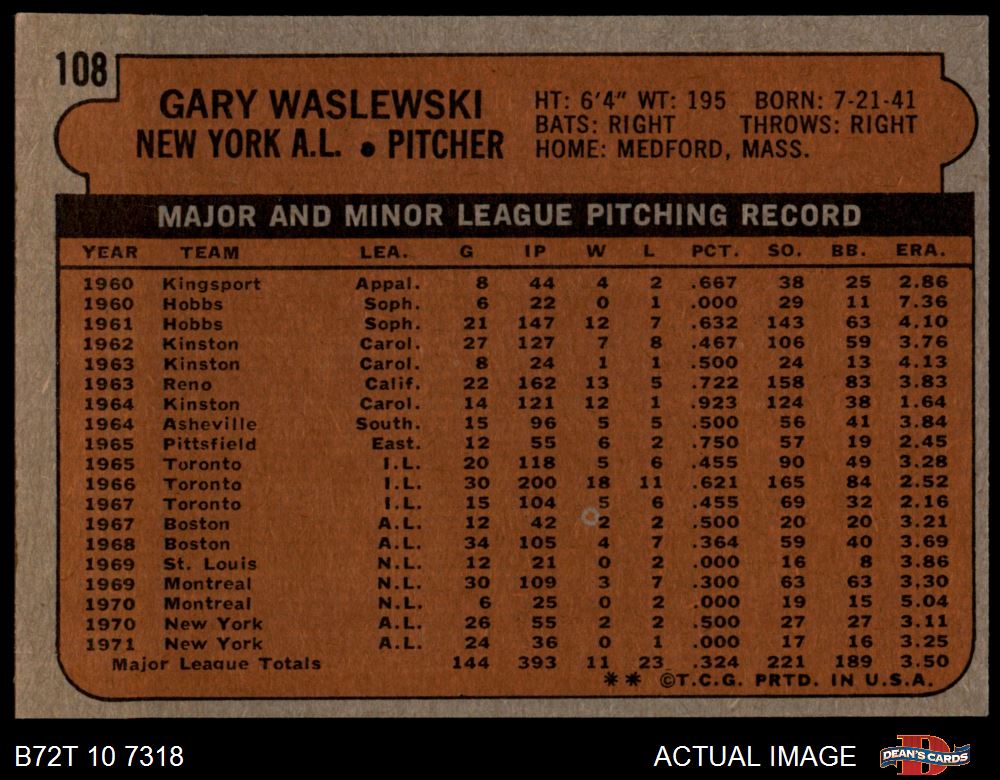 108
GARY WASLEWSKI
NEW YORK A.L. • PITCHER
HT: 6'4" WT: 195 BORN: 7-21-41
BATS: RIGHT THROWS: RIGHT
HOME: MEDFORD, MASS.
MAJOR AND MINOR LEAGUE PITCHING RECORD
YEAR TEAM LEA. G IP W L PCT. SO. BB. ERA.
1960 Kingsport Appal. 8 44 4 2 .667 38 25 2.86
1960 Hobbs Soph. 6 22 0 1 .000 29 11 7.36
1961 Hobbs Soph. 21 147 12 7 .632 143 63 4.10
1962 Kinston Carol. 27 127 7 8 .467 106 59 3.76
1963 Kinston Carol. 8 24 1 1 .500 24 13 4.13
1963 Reno Calif. 22 162 13 5 .722 158 83 3.83
1964 Kinston Carol. 14 121 12 1 .923 124 38 1.64
1964 Asheville South. 15 96 5 5 .500 56 41 3.84
1965 Pittsfield East. 12 55 6 2 .750 57 19 2.45
1965 Toronto I.L. 20 118 5 6 .455 90 49 3.28
1966 Toronto I.L. 30 200 18 11 .621 165 84 2.52
1967 Toronto I.L. 15 104 5 6 .455 69 32 2.16
1967 Boston A.L. 12 42 2 2 .500 20 20 3.21
1968 Boston A.L. 34 105 4 7 .364 59 40 3.69
1969 St. Louis N.L. 12 21 0 2 .000 16 8 3.86
1969 Montreal N.L. 30 109 3 7 .300 63 63 3.30
1970 Montreal N.L. 6 25 0 2 .000 19 15 5.04
1970 New York A.L. 26 55 2 2 .500 27 27 3.11
1971 New York A.L. 24 36 0 1 .000 17 16 3.25
Major League Totals 144 393 11 23 .324 221 189 3.50
** ©T.C.G. PRTD. IN U.S.A.
B72T 10 7318
ACTUAL IMAGE
DEAN'S CARDS